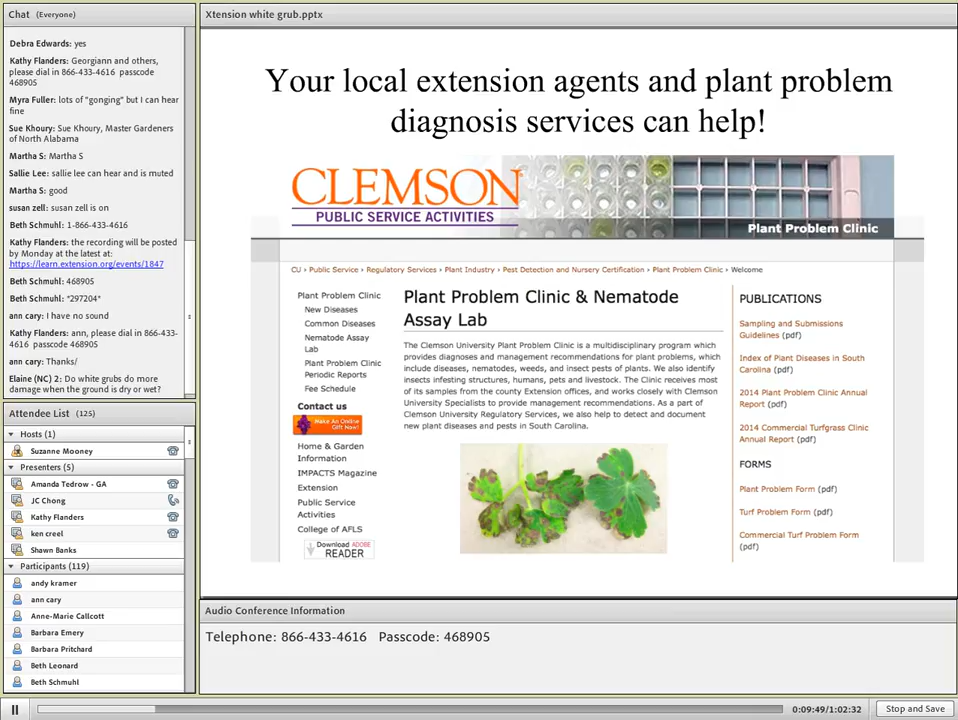 Chat (Everyone)
Debra Edwards: yes
Kathy Flanders: Georgiann and others,
please dial in 866-433-4616 passcode
468905
Myra Fuller: lots of "gonging" but I can hear
fine
Sue Khoury: Sue Khoury, Master Gardeners
of North Alabama
Martha S: Martha S
Sallie Lee: sallie lee can hear and is muted
Martha S: good
susan zell: susan zell is on
Beth Schmuhl: 1-866-433-4616
Kathy Flanders: the recording will be posted
by Monday at the latest at:
https://learn.extension.org/events/1847
Beth Schmuhl: 468905
Beth Schmuhl: *297204*
ann cary: I have no sound
Kathy Flanders: ann, please dial in 866-433-
4616 passcode 468905
ann cary: Thanks/
Elaine (NC) 2: Do white grubs do more
damage when the ground is dry or wet?
Attendee List (125)
Hosts (1)
Suzanne Mooney
Presenters (5)
Amanda Tedrow - GA
JC Chong
Kathy Flanders
ken creel
Shawn Banks
Participants (119)
andy kramer
ann cary
Anne-Marie Callcott
Barbara Emery
Barbara Pritchard
Beth Leonard
Beth Schmuhl
Xtension white grub.pptx
Your local extension agents and plant problem
diagnosis services can help!
CLEMSON
PUBLIC SERVICE ACTIVITIES
Plant Problem Clinic
CU › Public Service › Regulatory Services › Plant Industry › Pest Detection and Nursery Certification › Plant Problem Clinic › Welcome
Plant Problem Clinic
New Diseases
Common Diseases
Nematode Assay
Lab
Plant Problem Clinic
Periodic Reports
Fee Schedule
Contact us
Make An Online
Gift Now!
Home & Garden
Information
IMPACTS Magazine
Extension
Public Service
Activities
College of AFLS
Download ADOBE
READER
Plant Problem Clinic & Nematode
Assay Lab
The Clemson University Plant Problem Clinic is a multidisciplinary program which
provides diagnoses and management recommendations for plant problems, which
include diseases, nematodes, weeds, and insect pests of plants. We also identify
insects infesting structures, humans, pets and livestock. The Clinic receives most
of its samples from the county Extension offices, and works closely with Clemson
University Specialists to provide management recommendations. As a part of
Clemson University Regulatory Services, we also help to detect and document
new plant diseases and pests in South Carolina.
PUBLICATIONS
Sampling and Submissions
Guidelines (pdf)
Index of Plant Diseases in South
Carolina (pdf)
2014 Plant Problem Clinic Annual
Report (pdf)
2014 Commercial Turfgrass Clinic
Annual Report (pdf)
FORMS
Plant Problem Form (pdf)
Turf Problem Form (pdf)
Commercial Turf Problem Form
(pdf)
Audio Conference Information
Telephone: 866-433-4616 Passcode: 468905
0:09:49/1:02:32
Stop and Save